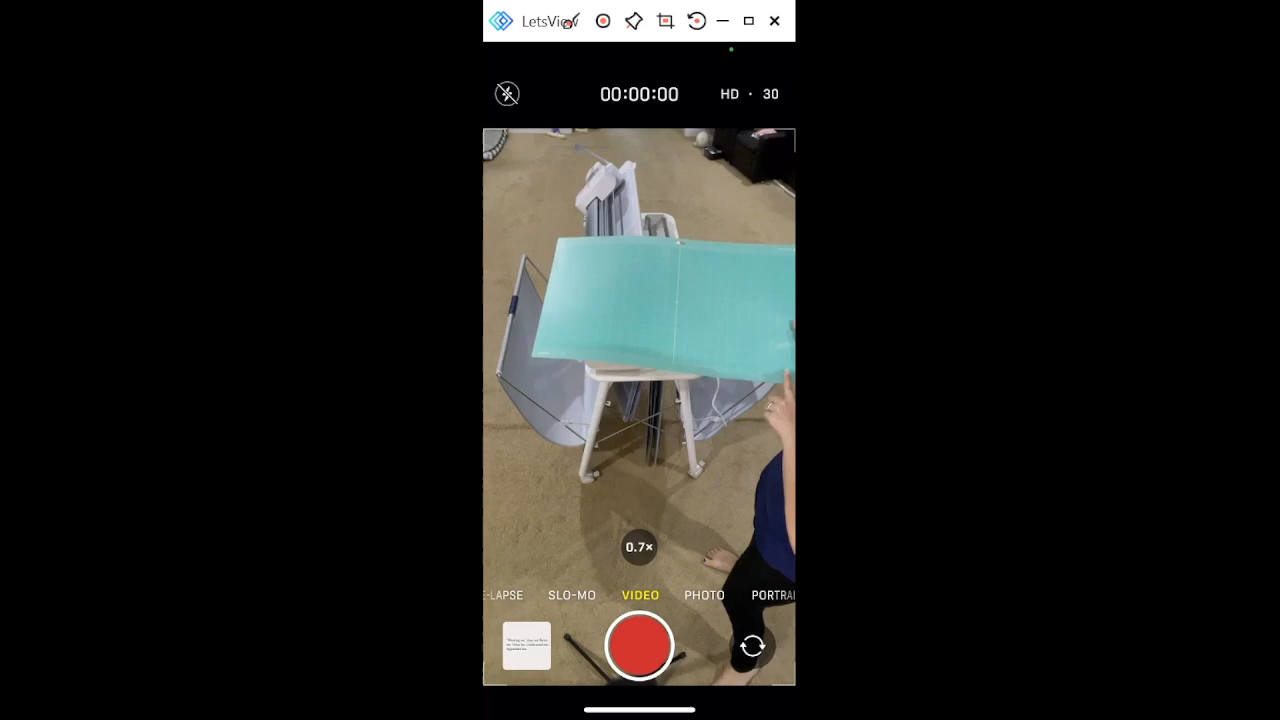 LetsView
00:00:00
HD · 30
0.7×
E-LAPSE SLO-MO VIDEO PHOTO PORTRAI